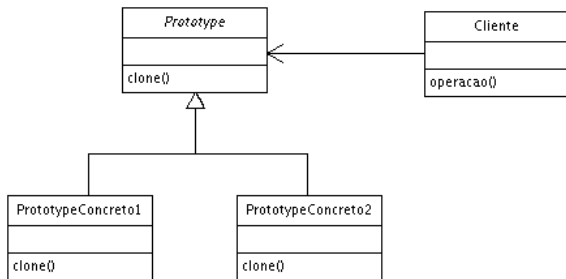 Prototype
clone()
Cliente
operacao()
PrototypeConcreto1
clone()
PrototypeConcreto2
clone()